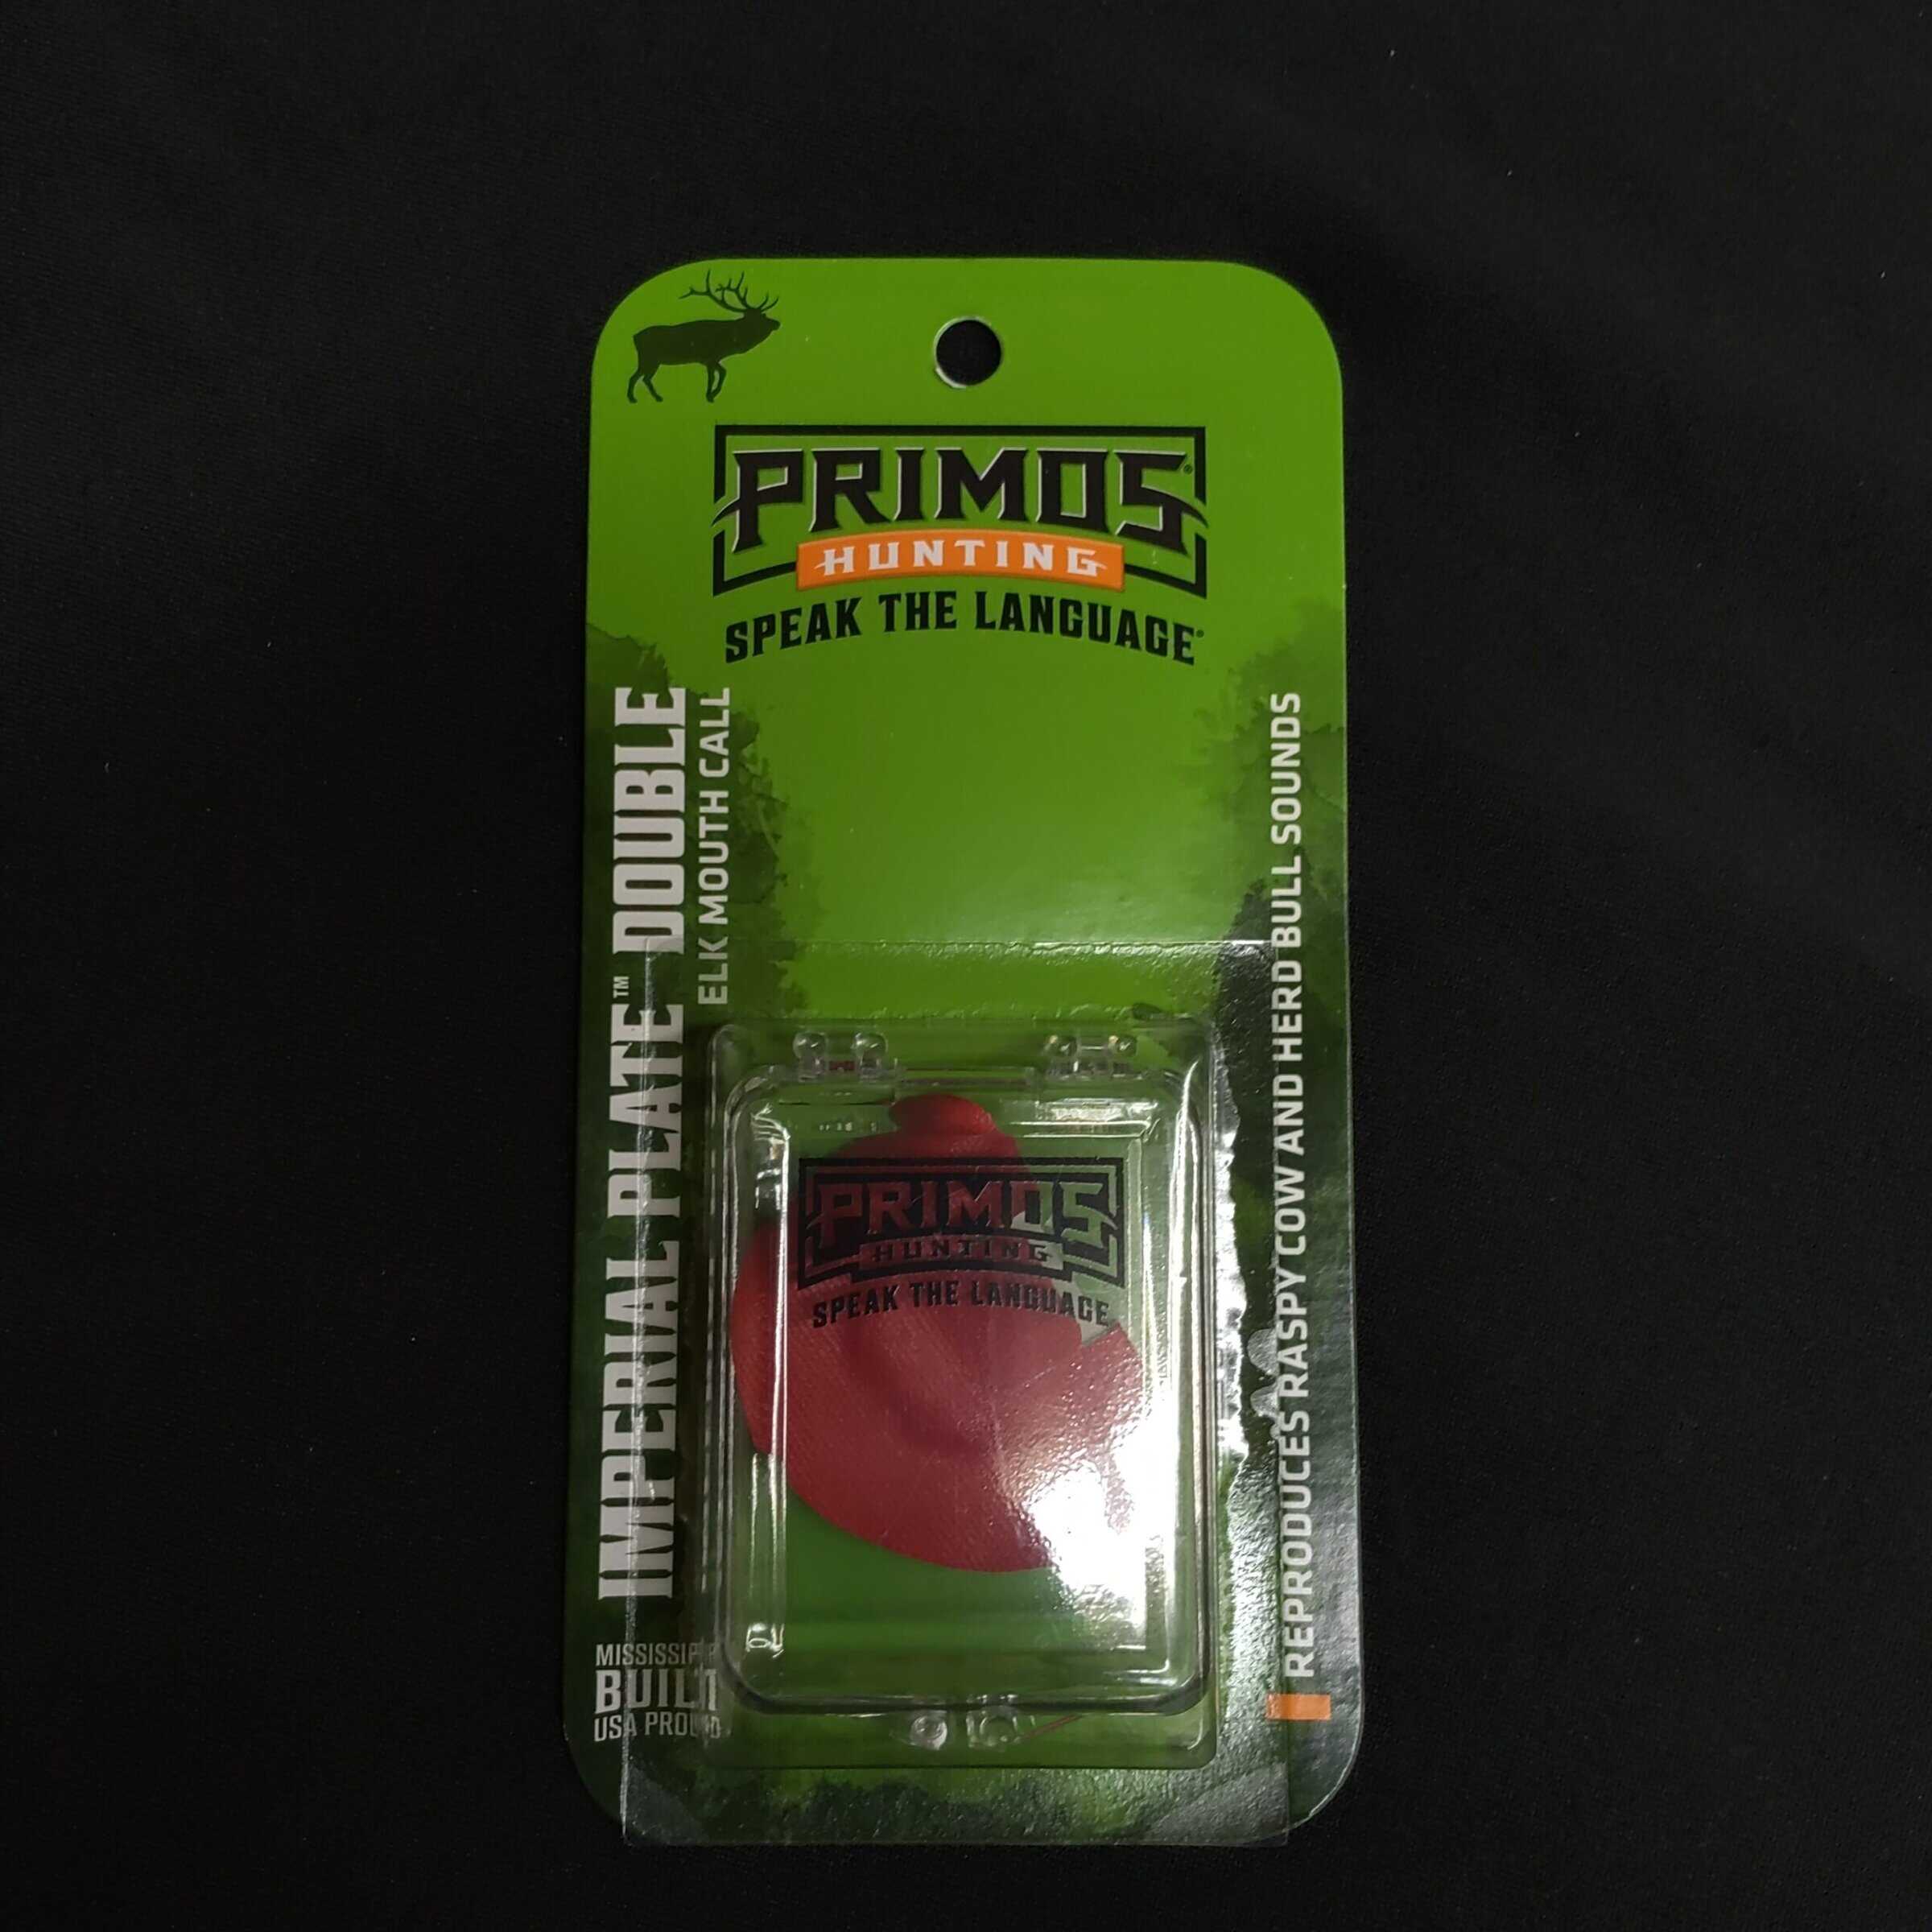 PRIMOS®
HUNTING
SPEAK THE LANGUAGE®
IMPERIAL PLATE™ DOUBLE
ELK MOUTH CALL
REPRODUCES RASPY COW AND HERD BULL SOUNDS
PRIMOS
HUNTING
SPEAK THE LANGUAGE
MISSISSIPPI
BUILT
USA PROUD